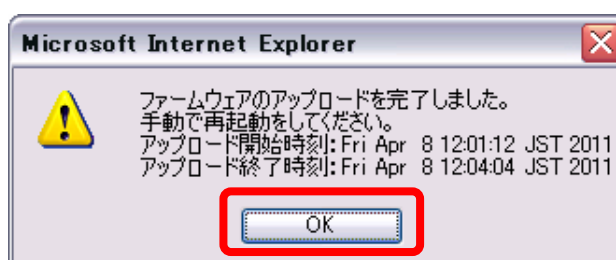 Microsoft Internet Explorer
ファームウェアのアップロードを完了しました。
手動で再起動をしてください。
アップロード開始時刻: Fri Apr 8 12:01:12 JST 2011
アップロード終了時刻: Fri Apr 8 12:04:04 JST 2011
OK